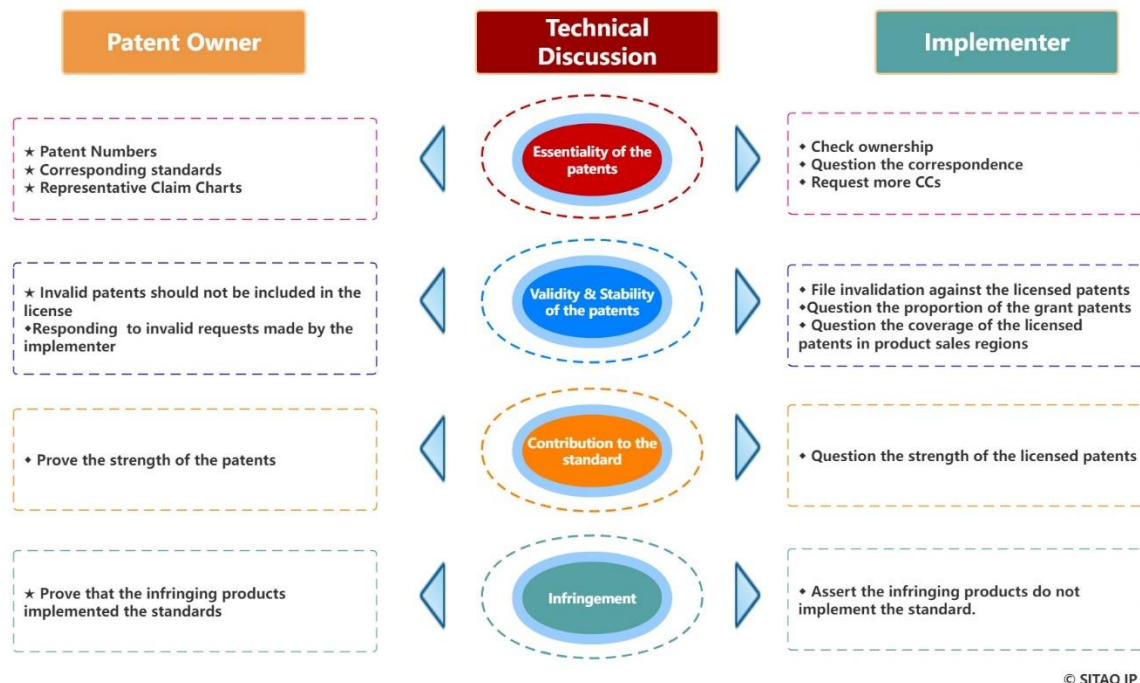 Patent Owner
Technical
Discussion
Implementer
★ Patent Numbers
★ Corresponding standards
★ Representative Claim Charts
Essentiality of the
patents
◆ Check ownership
◆ Question the correspondence
◆ Request more CCs
★ Invalid patents should not be included in the
license
◆Responding to invalid requests made by the
implementer
Validity & Stability
of the patents
◆ File invalidation against the licensed patents
◆Question the proportion of the grant patents
◆ Question the coverage of the licensed
patents in product sales regions
◆ Prove the strength of the patents
Contribution to the
standard
◆ Question the strength of the licensed patents
★ Prove that the infringing products
implemented the standards
Infringement
◆ Assert the infringing products do not
implement the standard.
© SITAO IP